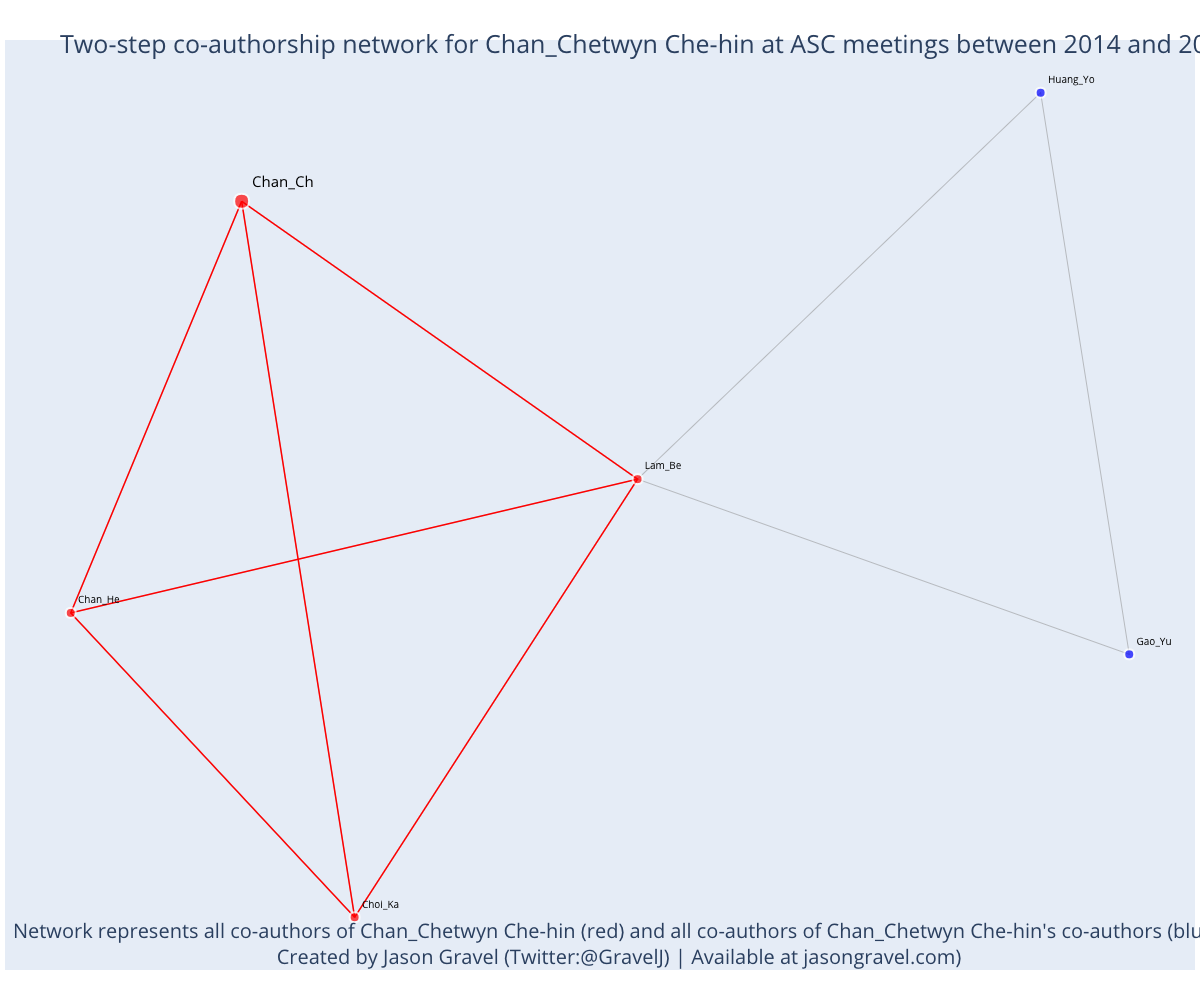 Two-step co-authorship network for Chan_Chetwyn Che-hin at ASC meetings between 2014 and 20
Huang_Yo
Chan_Ch
Lam_Be
Chan_He
Gao_Yu
Choi_Ka
Network represents all co-authors of Chan_Chetwyn Che-hin (red) and all co-authors of Chan_Chetwyn Che-hin's co-authors (blu
Created by Jason Gravel (Twitter:@GravelJ) | Available at jasongravel.com)